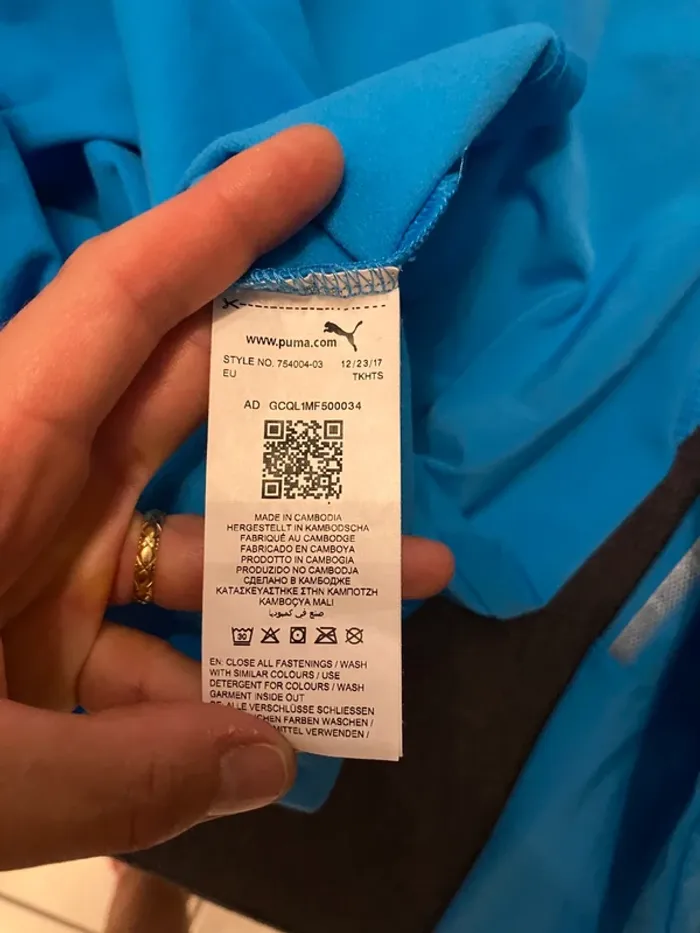 www.puma.com
STYLE NO. 754004-03 12/23/17
EU TKHTS
AD GCQL1MF500034
MADE IN CAMBODIA
HERGESTELLT IN KAMBODSCHA
FABRIQUÉ AU CAMBODGE
FABRICADO EN CAMBOYA
PRODOTTO IN CAMBOGIA
PRODUZIDO NO CAMBODJA
СДЕЛАНО В КАМБОДЖЕ
ΚΑΤΑΣΚΕΥΑΣΤΗΚΕ ΣΤΗΝ ΚΑΜΠΟΤΖΗ
KAMBOÇYA MALI
صنع في كمبوديا
EN: CLOSE ALL FASTENINGS / WASH
WITH SIMILAR COLOURS / USE
DETERGENT FOR COLOURS / WASH
GARMENT INSIDE OUT
DE: ALLE VERSCHLÜSSE SCHLIESSEN
FARBEN WASCHEN /
VERWENDEN /